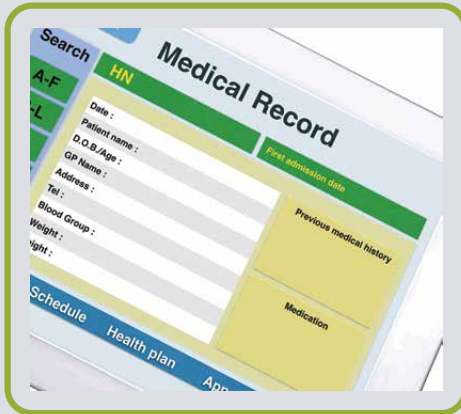 Search
Medical Record
A-F
-L
HN
First admission date
Date :
Patient name :
D.O.B./Age :
GP Name :
Address :
Tel :
Blood Group :
Weight :
eight :
Previous medical history
Medication
Schedule
Health plan
App